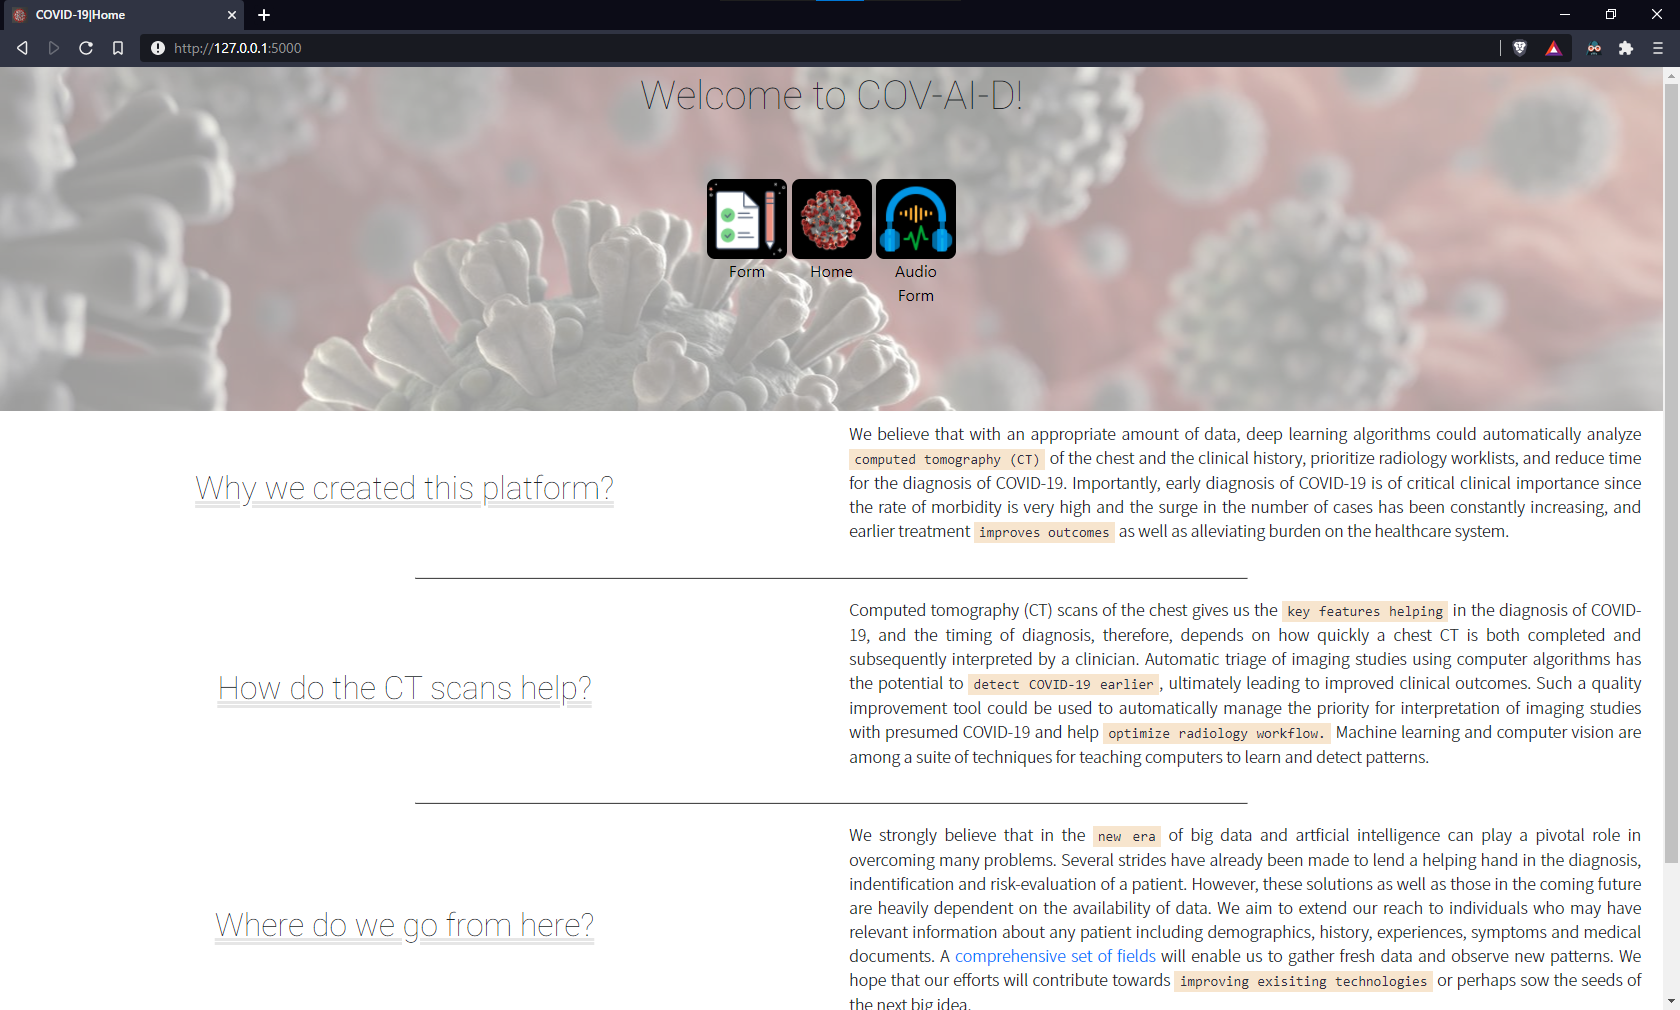 COVID-19|Home
http://127.0.0.1:5000
Welcome to COV-AI-D!
Form
Home
Audio
Form
Why we created this platform?
We believe that with an appropriate amount of data, deep learning algorithms could automatically analyze
computed tomography (CT) of the chest and the clinical history, prioritize radiology worklists, and reduce time
for the diagnosis of COVID-19. Importantly, early diagnosis of COVID-19 is of critical clinical importance since
the rate of morbidity is very high and the surge in the number of cases has been constantly increasing, and
earlier treatment improves outcomes as well as alleviating burden on the healthcare system.
How do the CT scans help?
Computed tomography (CT) scans of the chest gives us the key features helping in the diagnosis of COVID-
19, and the timing of diagnosis, therefore, depends on how quickly a chest CT is both completed and
subsequently interpreted by a clinician. Automatic triage of imaging studies using computer algorithms has
the potential to detect COVID-19 earlier, ultimately leading to improved clinical outcomes. Such a quality
improvement tool could be used to automatically manage the priority for interpretation of imaging studies
with presumed COVID-19 and help optimize radiology workflow. Machine learning and computer vision are
among a suite of techniques for teaching computers to learn and detect patterns.
Where do we go from here?
We strongly believe that in the new era of big data and artficial intelligence can play a pivotal role in
overcoming many problems. Several strides have already been made to lend a helping hand in the diagnosis,
indentification and risk-evaluation of a patient. However, these solutions as well as those in the coming future
are heavily dependent on the availability of data. We aim to extend our reach to individuals who may have
relevant information about any patient including demographics, history, experiences, symptoms and medical
documents. A comprehensive set of fields will enable us to gather fresh data and observe new patterns. We
hope that our efforts will contribute towards improving exisiting technologies or perhaps sow the seeds of
the next big idea.